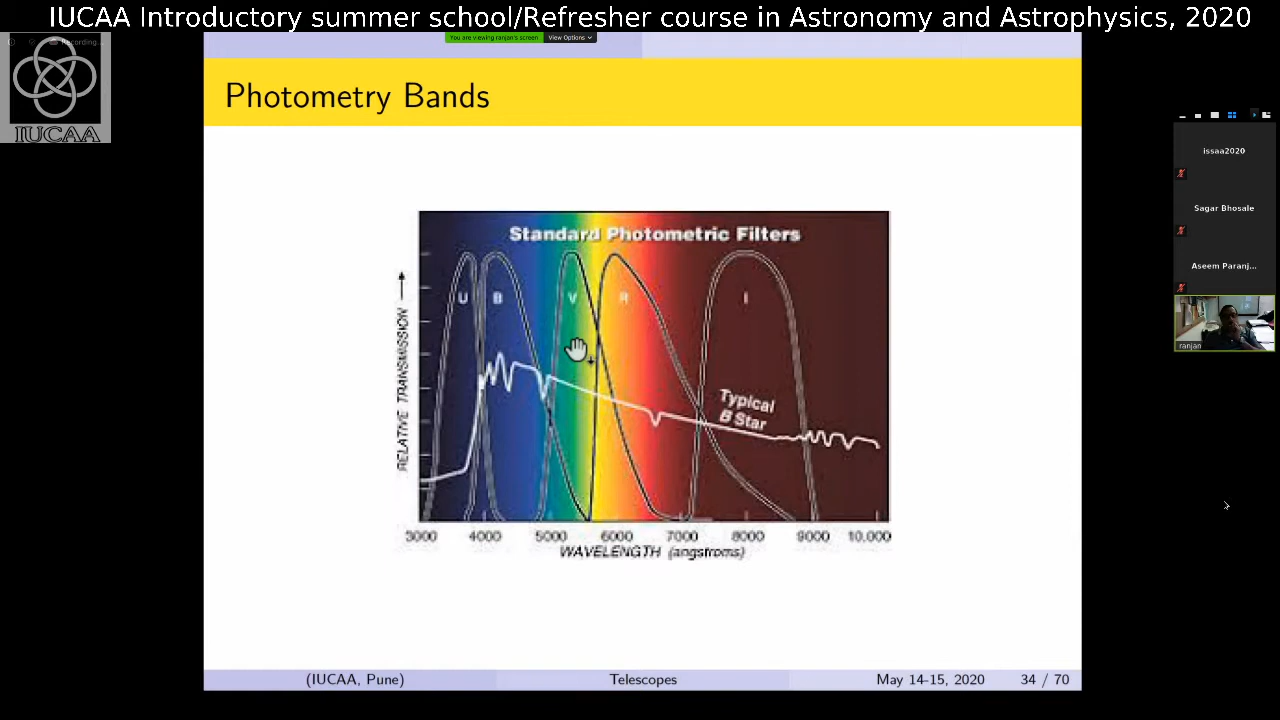 IUCAA Introductory summer school/Refresher course in Astronomy and Astrophysics, 2020
Recording...
You are viewing ranjan's screen
View Options
IUCAA
Photometry Bands
Standard Photometric Filters
U B V R I
RELATIVE TRANSMISSION
Typical
B Star
3000 4000 5000 6000 7000 8000 9000 10,000
WAVELENGTH (angstroms)
issaa2020
Sagar Bhosale
Aseem Paranj...
ranjan
(IUCAA, Pune) Telescopes May 14-15, 2020 34 / 70